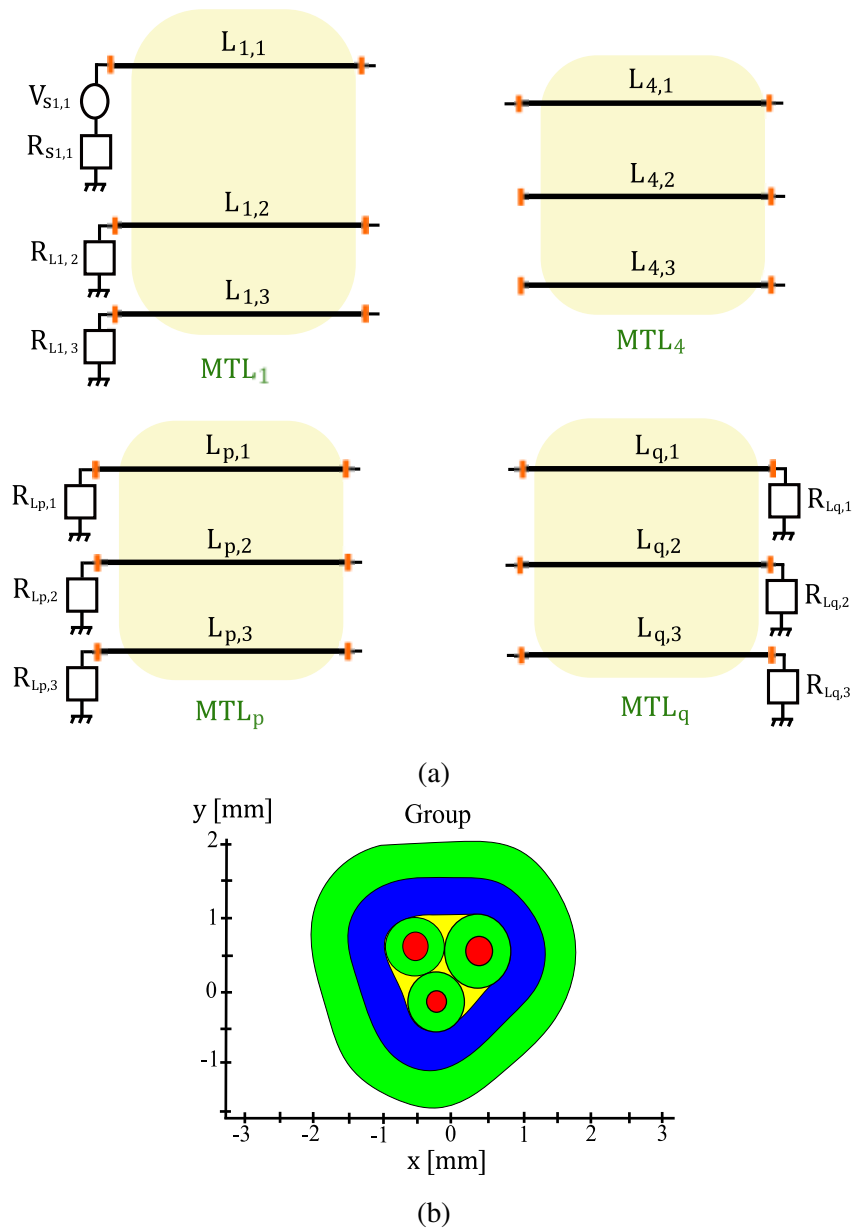 L1,1
VS1,1
RS1,1
L1,2
RL1,2
L1,3
RL1,3
MTL1
L4,1
L4,2
L4,3
MTL4
Lp,1
RLp,1
Lp,2
RLp,2
Lp,3
RLp,3
MTLp
Lq,1
RLq,1
Lq,2
RLq,2
Lq,3
RLq,3
MTLq
(a)
y [mm]
Group
2
1
0
-1
-3 -2 -1 0 1 2 3
x [mm]
(b)